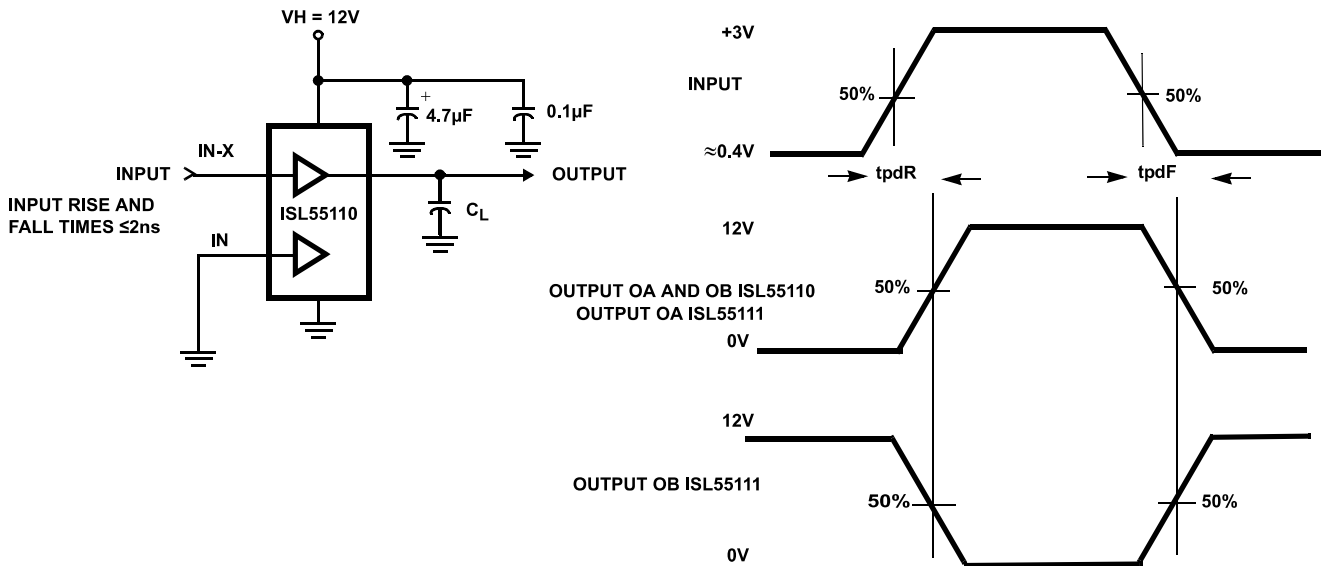 VH = 12V
+
4.7µF
0.1µF
IN-X
INPUT
OUTPUT
INPUT RISE AND
FALL TIMES ≤2ns
ISL55110
CL
IN
+3V
INPUT
50%
50%
≈0.4V
tpdR
tpdF
12V
50%
50%
OUTPUT OA AND OB ISL55110
OUTPUT OA ISL55111
0V
12V
OUTPUT OB ISL55111
50%
50%
0V